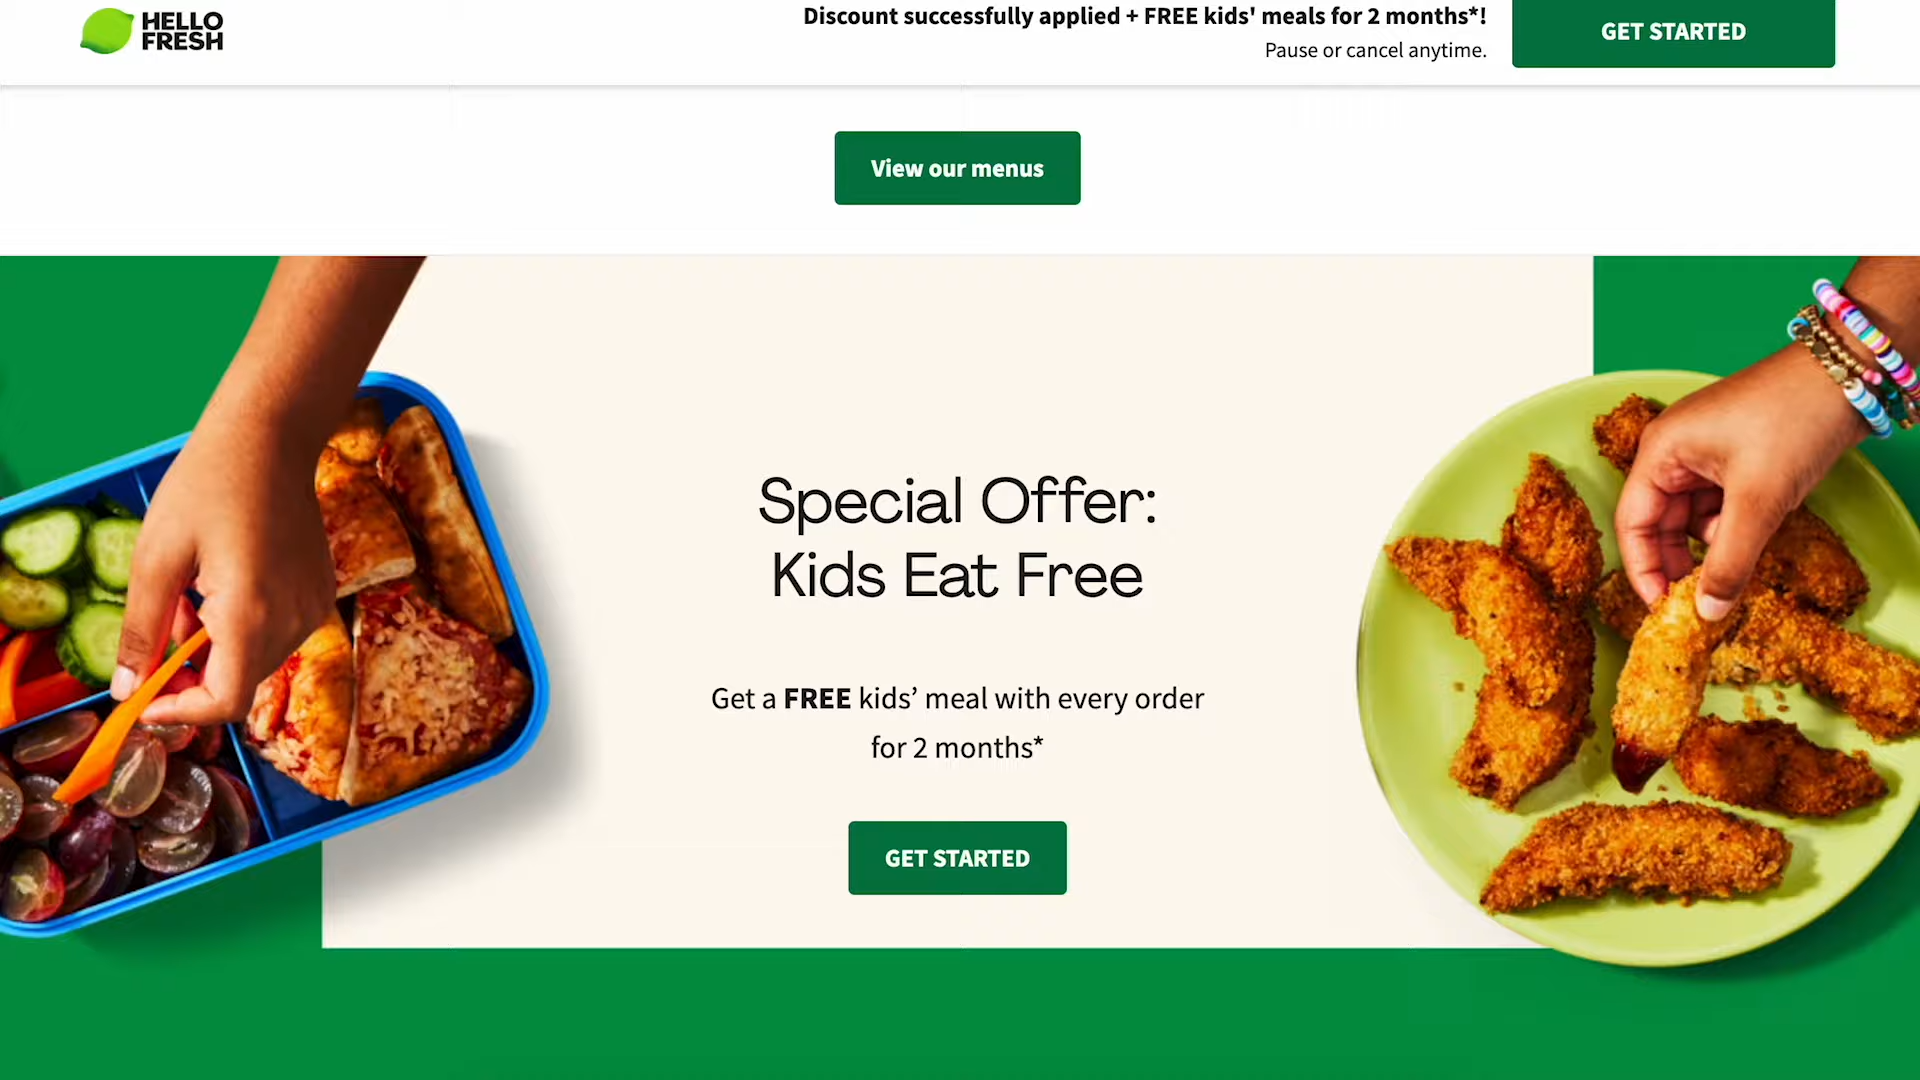 HELLO
FRESH
Discount successfully applied + FREE kids' meals for 2 months*!
Pause or cancel anytime.
GET STARTED
View our menus
Special Offer:
Kids Eat Free
Get a FREE kids’ meal with every order
for 2 months*
GET STARTED